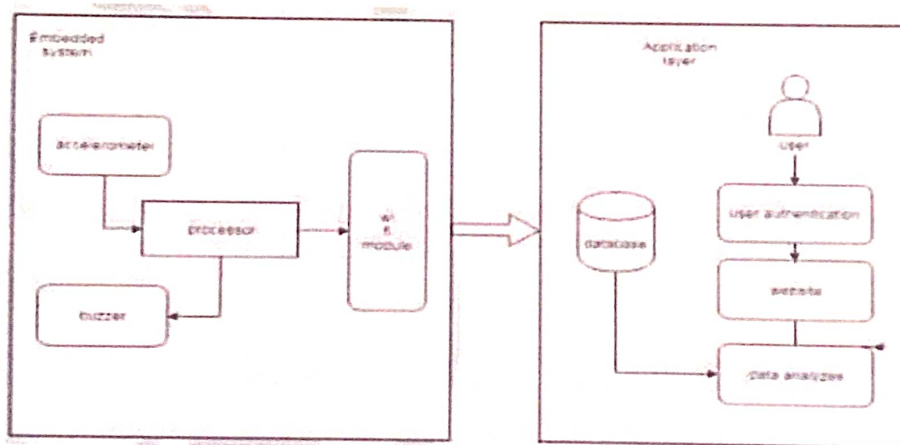 Embedded
system
accelerometer
processor
wi
fi
module
buzzer
Application
layer
user
user authentication
database
website
data analyzes